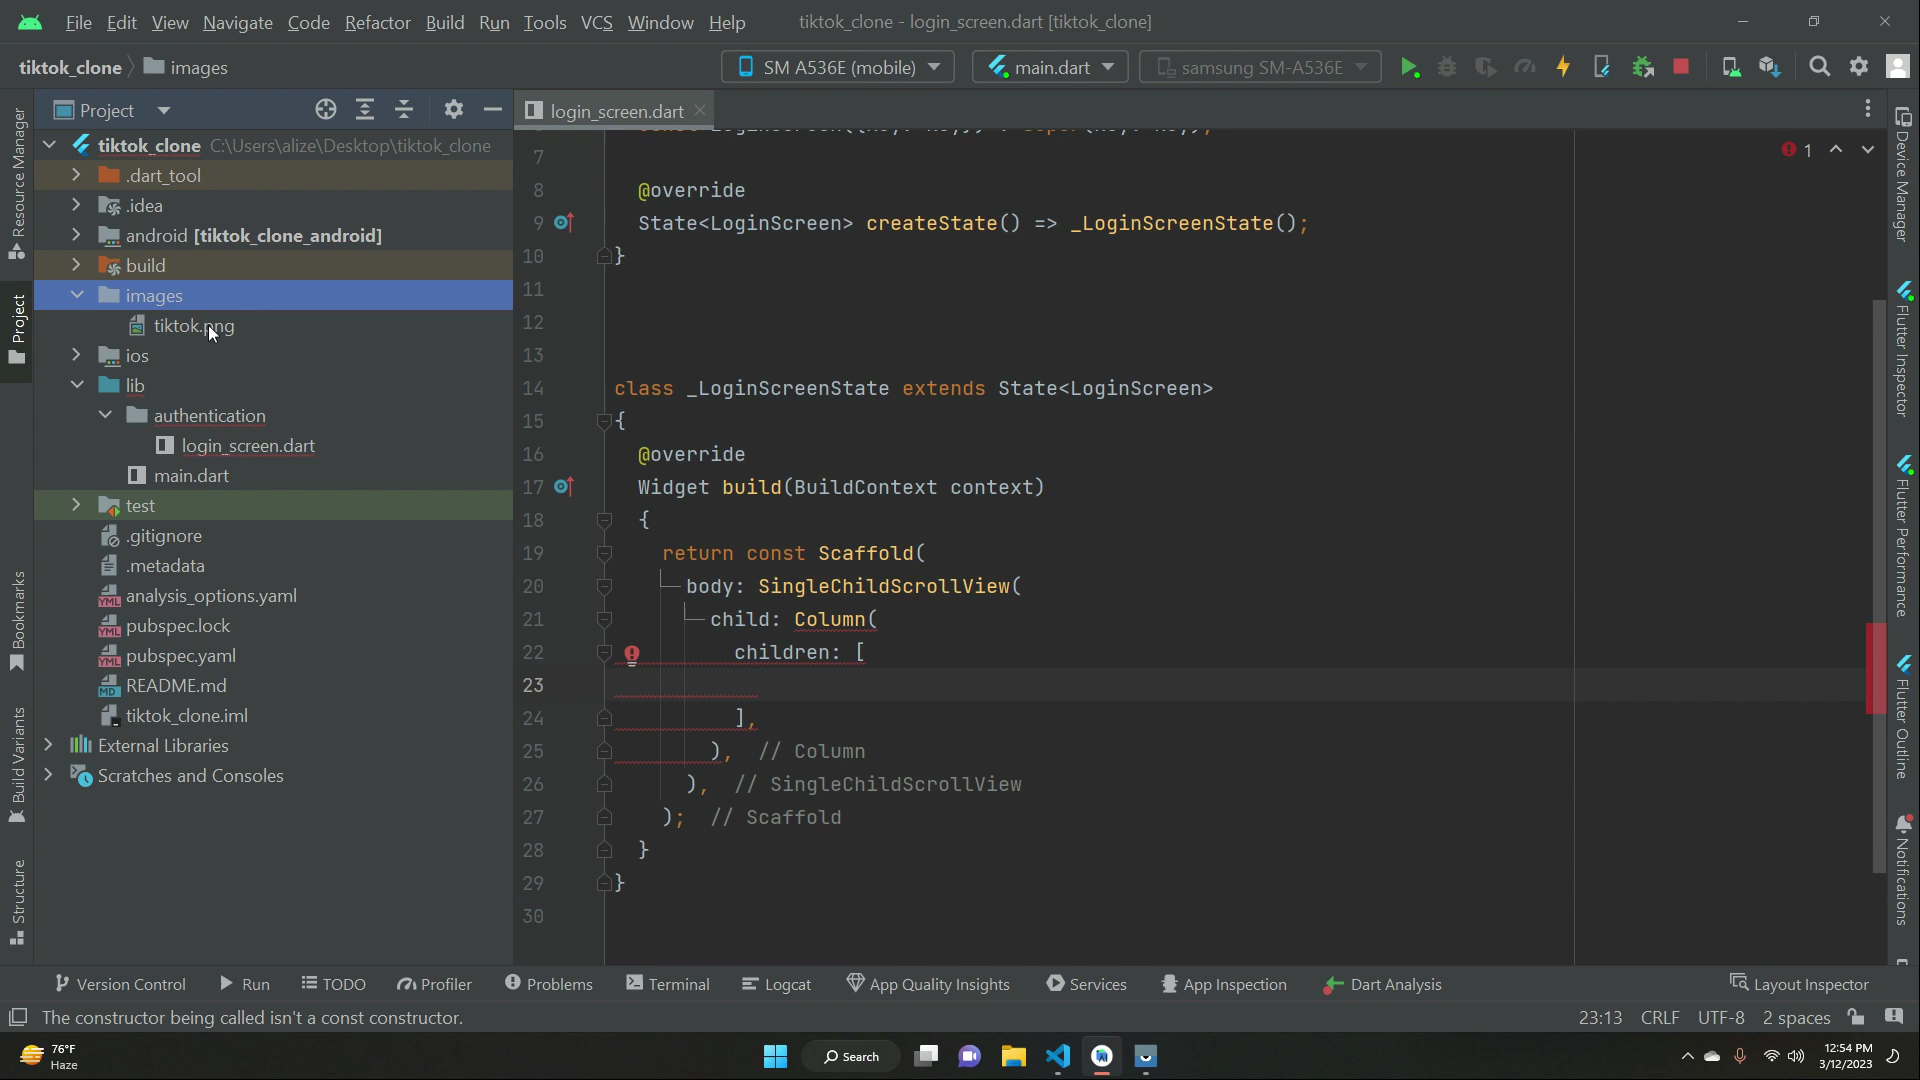 File Edit View Navigate Code Refactor Build Run Tools VCS Window Help tiktok_clone - login_screen.dart [tiktok_clone]
tiktok_clone images SM A536E (mobile) main.dart samsung SM-A536E
Project login_screen.dart
tiktok_clone C:\Users\alize\Desktop\tiktok_clone
.dart_tool
.idea
android [tiktok_clone_android]
build
images
tiktok.png
ios
lib
authentication
login_screen.dart
main.dart
test
.gitignore
.metadata
analysis_options.yaml
pubspec.lock
pubspec.yaml
README.md
tiktok_clone.iml
External Libraries
Scratches and Consoles
Resource Manager
Project
Bookmarks
Build Variants
Structure
1
7
8 @override
9 State<LoginScreen> createState() => _LoginScreenState();
10 }
11
12
13
14 class _LoginScreenState extends State<LoginScreen>
15 {
16 @override
17 Widget build(BuildContext context)
18 {
19 return const Scaffold(
20 body: SingleChildScrollView(
21 child: Column(
22 children: [
23
24 ],
25 ), // Column
26 ), // SingleChildScrollView
27 ); // Scaffold
28 }
29 }
30
Device Manager
Flutter Inspector
Flutter Performance
Flutter Outline
Notifications
Version Control Run TODO Profiler Problems Terminal Logcat App Quality Insights Services App Inspection Dart Analysis Layout Inspector
The constructor being called isn't a const constructor. 23:13 CRLF UTF-8 2 spaces
76°F
Haze
Search
12:54 PM
3/12/2023